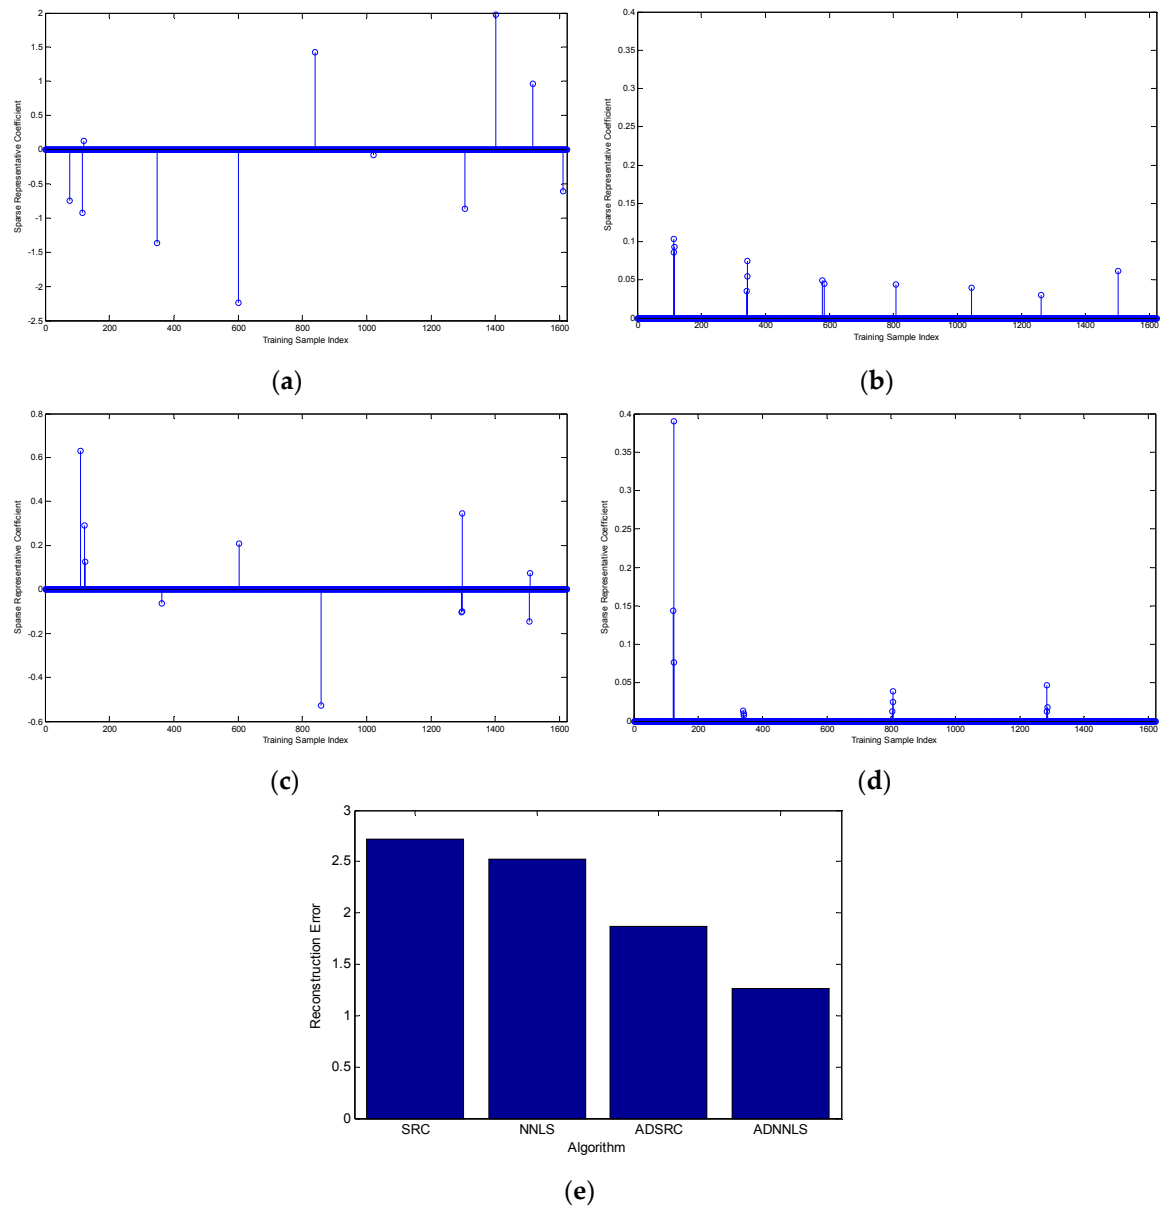 2
1.5
1
0.5
0
-0.5
-1
-1.5
-2
-2.5
0 200 400 600 800 1000 1200 1400 1600
Sparse Representative Coefficient
Training Sample Index
(a)
0.4
0.35
0.3
0.25
0.2
0.15
0.1
0.05
0
0 200 400 600 800 1000 1200 1400 1600
Sparse Representative Coefficient
Training Sample Index
(b)
0.8
0.6
0.4
0.2
0
-0.2
-0.4
-0.6
0 200 400 600 800 1000 1200 1400 1600
Sparse Representative Coefficient
Training Sample Index
(c)
0.4
0.35
0.3
0.25
0.2
0.15
0.1
0.05
0
0 200 400 600 800 1000 1200 1400 1600
Sparse Representative Coefficient
Training Sample Index
(d)
3
2.5
2
1.5
1
0.5
0
Reconstruction Error
SRC NNLS ADSRC ADNNLS
Algorithm
(e)